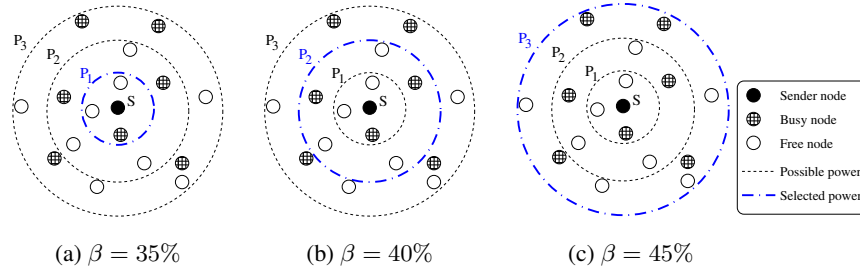 P3
P2
P1
S
P3
P2
P1
S
P3
P2
P1
S
Sender node
Busy node
Free node
Possible power
Selected power
(a) β = 35%
(b) β = 40%
(c) β = 45%